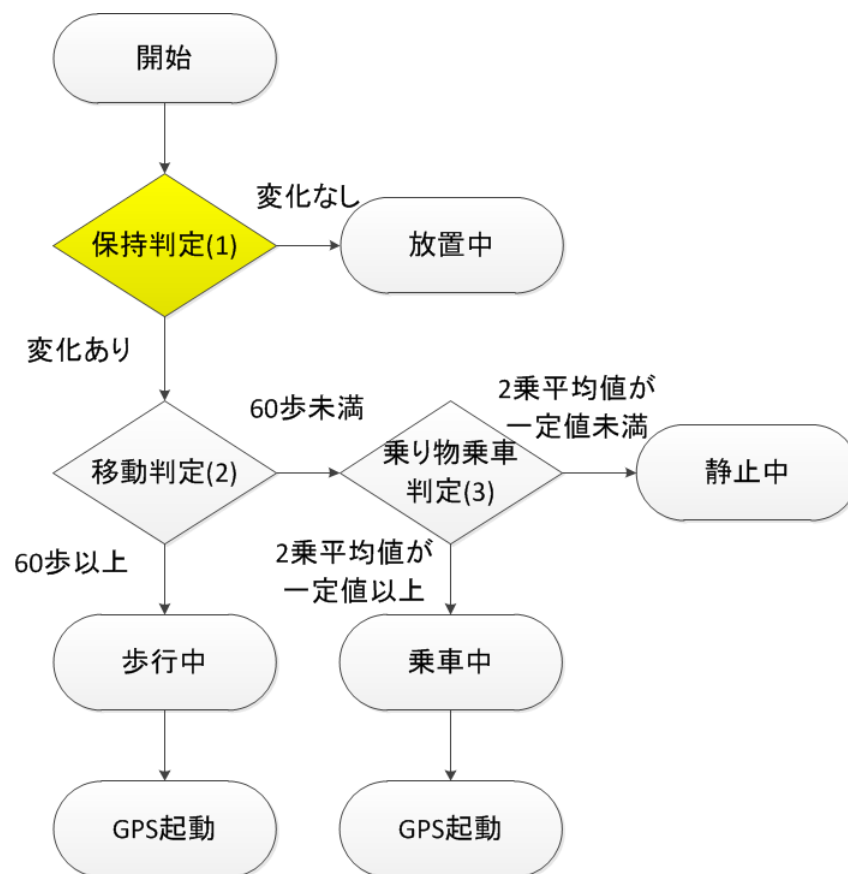 開始
変化なし
保持判定(1)
放置中
変化あり
60歩未満
2乗平均値が
一定値未満
移動判定(2)
乗り物乗車
判定(3)
静止中
60歩以上
2乗平均値が
一定値以上
歩行中
乗車中
GPS起動
GPS起動